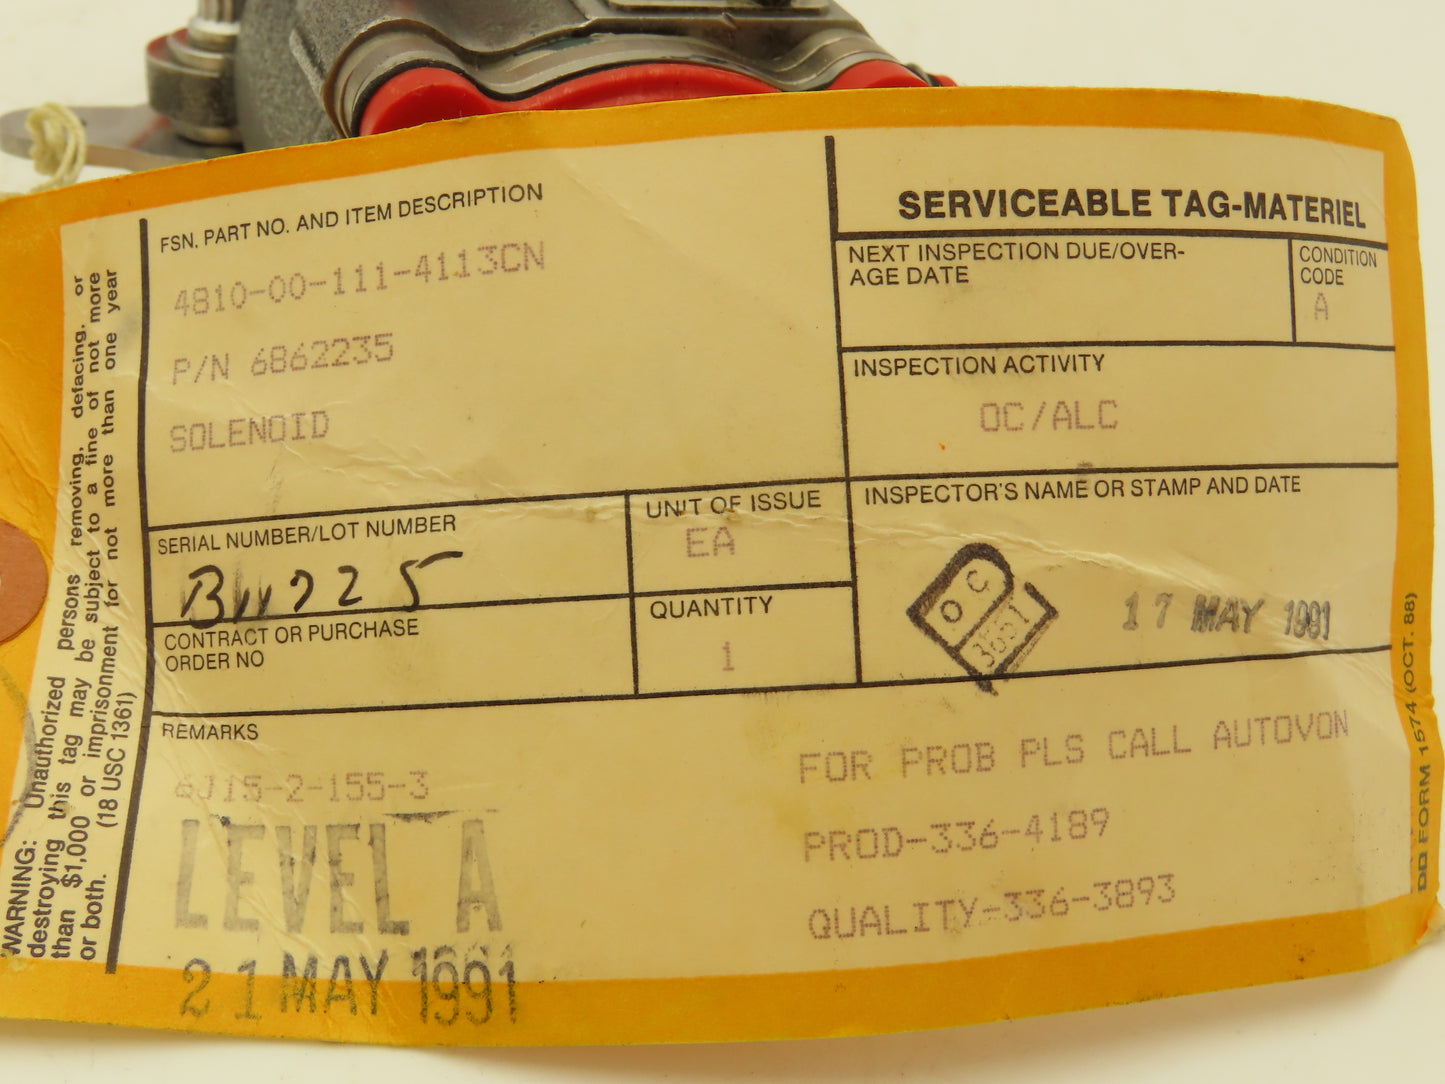 SERVICEABLE TAG-MATERIEL
FSN, PART NO. AND ITEM DESCRIPTION
4810-00-111-4113CN
P/N 6862235
SOLENOID
NEXT INSPECTION DUE/OVER-
AGE DATE
CONDITION
CODE
A
INSPECTION ACTIVITY
OC/ALC
SERIAL NUMBER/LOT NUMBER
UNIT OF ISSUE
EA
INSPECTOR'S NAME OR STAMP AND DATE
OC
3651
17 MAY 1991
CONTRACT OR PURCHASE
ORDER NO
QUANTITY
1
REMARKS
6J15-2-155-3
LEVEL A
21 MAY 1991
FOR PROB PLS CALL AUTOVON
PROD-336-4189
QUALITY-336-3893
WARNING: Unauthorized persons removing, defacing, or
destroying this tag may be subject to a fine of not more
than $1,000 or imprisonment for not more than one year
or both. (18 USC 1361)
DD FORM 1574 (OCT. 88)